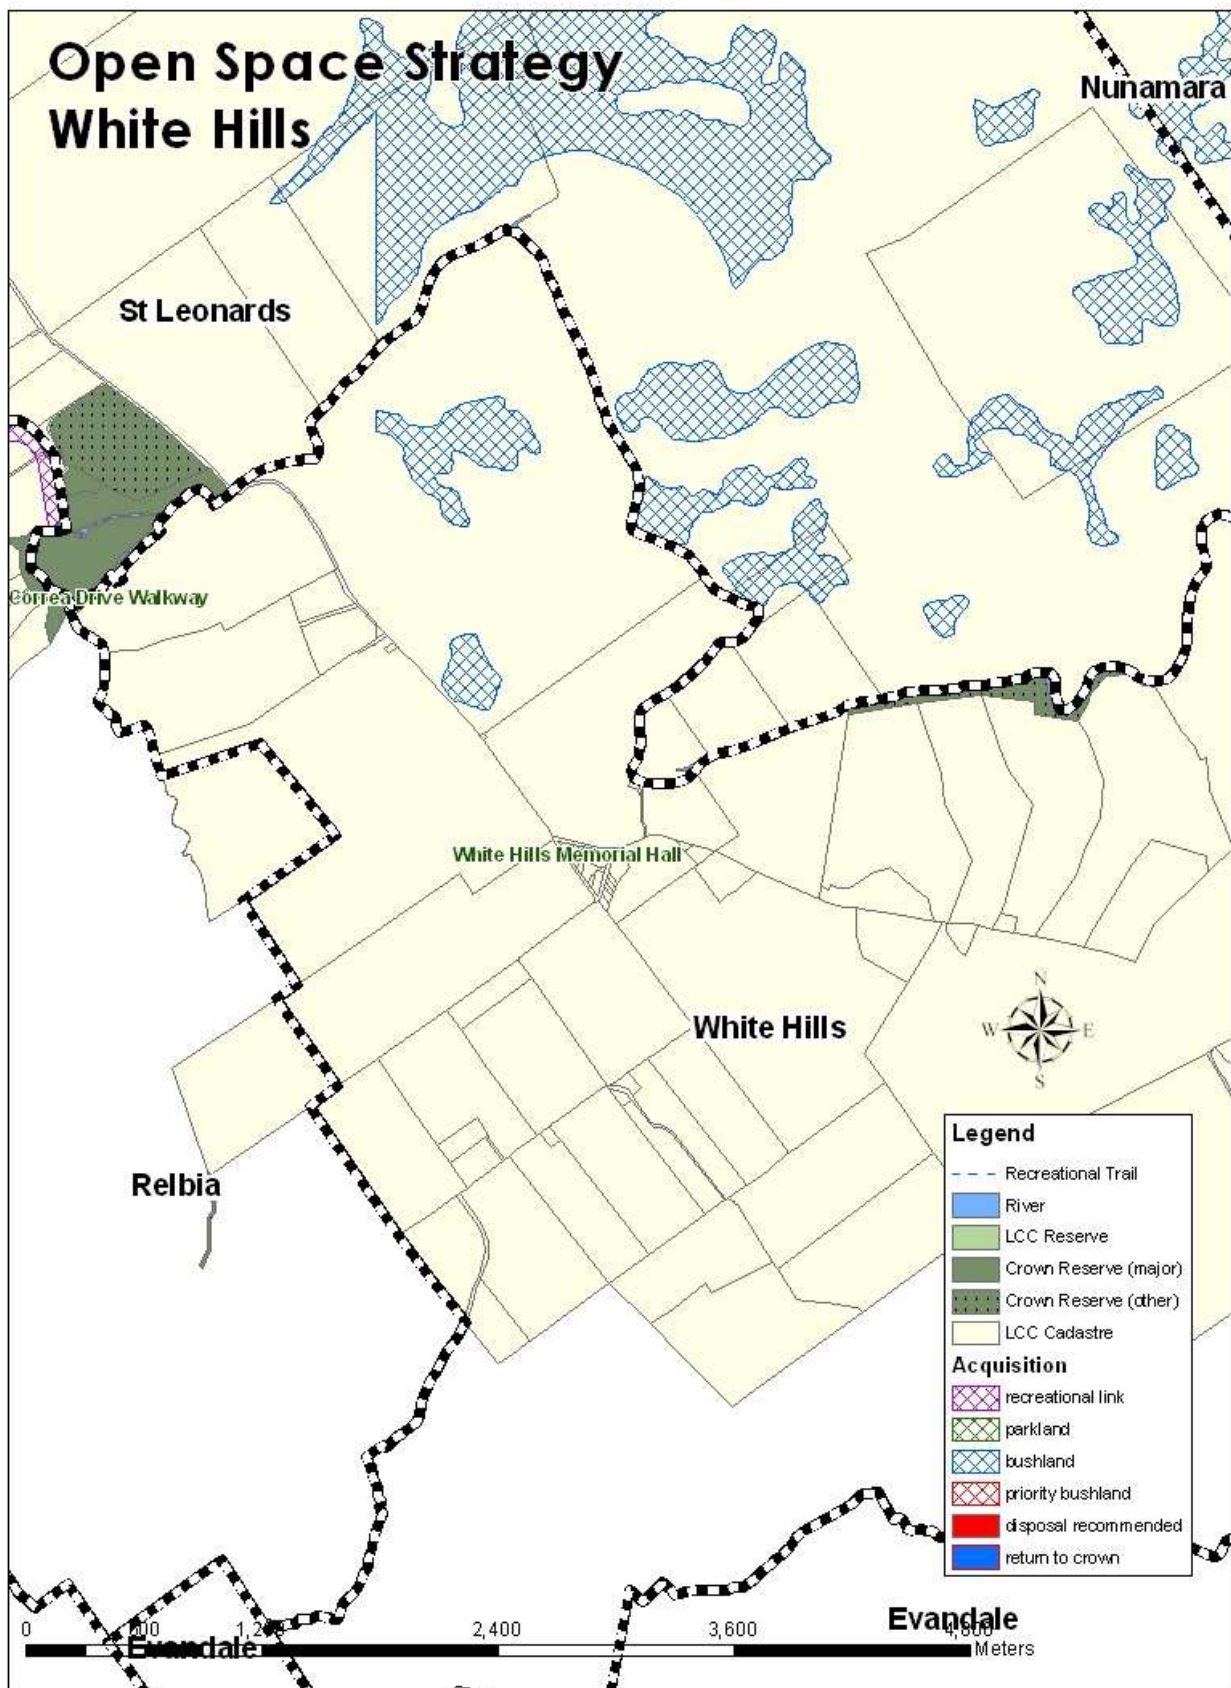 Open Space Strategy
White Hills
Nunamara
St Leonards
Correa Drive Walkway
White Hills Memorial Hall
White Hills
N
W E
S
Relbia
Legend
Recreational Trail
River
LCC Reserve
Crown Reserve (major)
Crown Reserve (other)
LCC Cadastre
Acquisition
recreational link
parkland
bushland
priority bushland
disposal recommended
return to crown
Evandale
0 2,400 3,600 4,800
Evandale
Meters